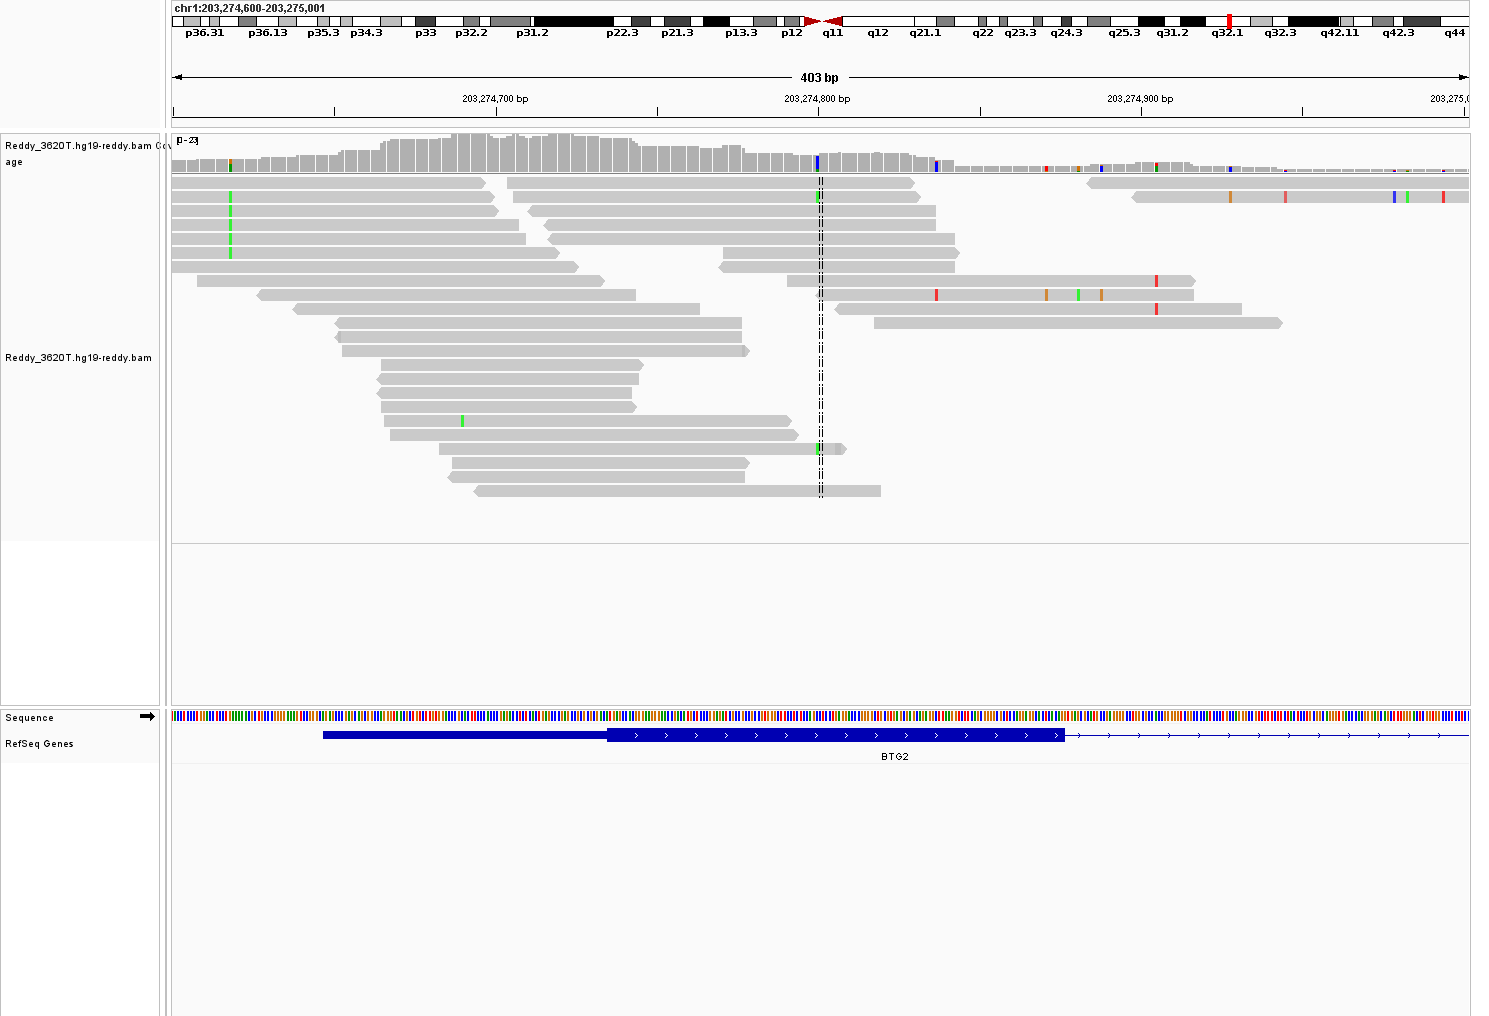 chr1:203,274,600-203,275,001
p36.31 p36.13 p35.3 p34.3 p33 p32.2 p31.2 p22.3 p21.3 p13.3 p12 q11 q12 q21.1 q22 q23.3 q24.3 q25.3 q31.2 q32.1 q32.3 q42.11 q42.3 q44
403 bp
203,274,700 bp 203,274,800 bp 203,274,900 bp 203,275,0
Reddy_3620T.hg19-reddy.bam Cov
age
[0-23]
Reddy_3620T.hg19-reddy.bam
Sequence
RefSeq Genes
BTG2